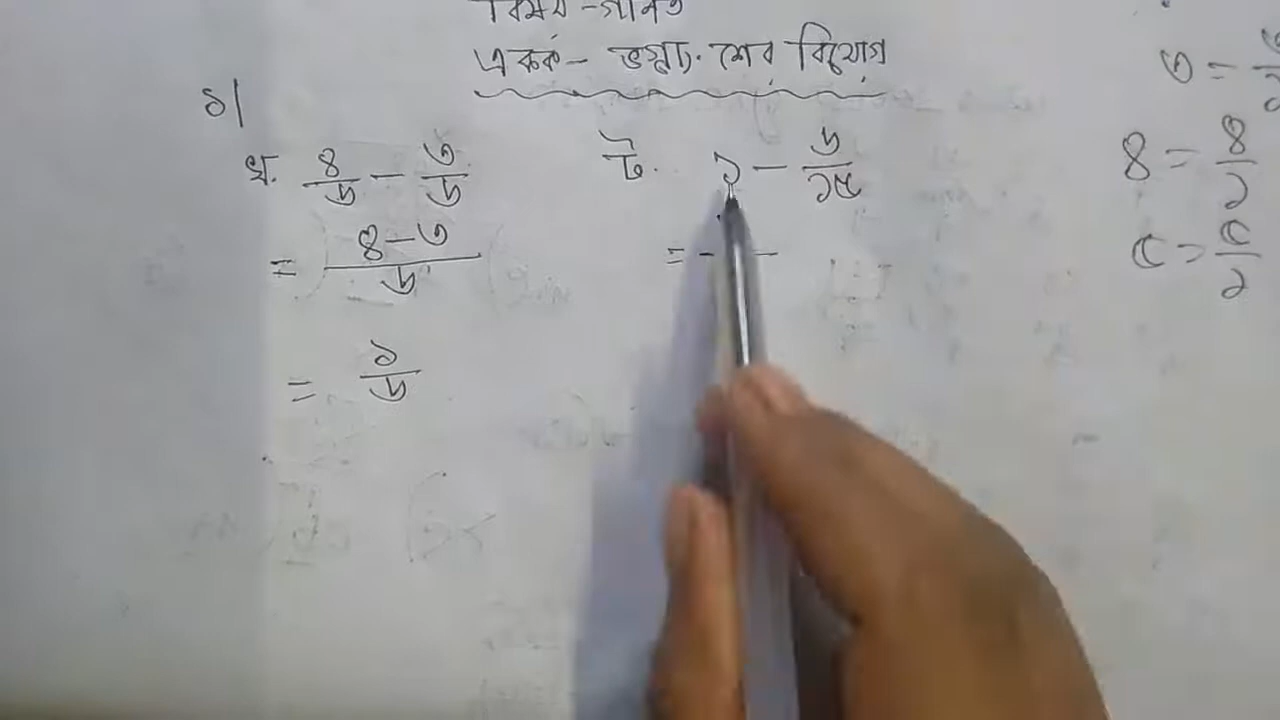 বিষয় - গণিত
একক - ভগ্নাংশের বিয়োগ
১।
খ. ৪/৬ - ৩/৬
= (৪-৩)/৬
= ১/৬
ট. ১ - ৬/১৫
= -
৩ =
৪ = ৪/১
৫ = ৫/১